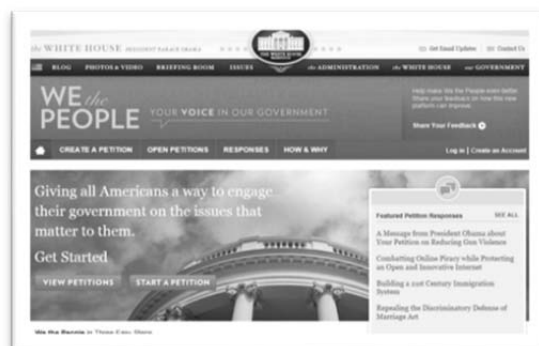 the WHITE HOUSE PRESIDENT BARACK OBAMA
Get Email Updates Contact Us
BLOG PHOTOS & VIDEO BRIEFING ROOM ISSUES the ADMINISTRATION the WHITE HOUSE our GOVERNMENT
WE the
PEOPLE
YOUR VOICE IN OUR GOVERNMENT
Help make We the People even better.
Share your feedback on how this new
platform can improve.
Share Your Feedback
CREATE A PETITION OPEN PETITIONS RESPONSES HOW & WHY Log in | Create an Account
Giving all Americans a way to engage
their government on the issues that
matter to them.
Get Started
VIEW PETITIONS START A PETITION
Featured Petition Responses SEE ALL
A Message from President Obama about
Your Petition on Reducing Gun Violence
Combatting Online Piracy while Protecting
an Open and Innovative Internet
Building a 21st Century Immigration
System
Repealing the Discriminatory Defense of
Marriage Act
We the People in Three Easy Steps